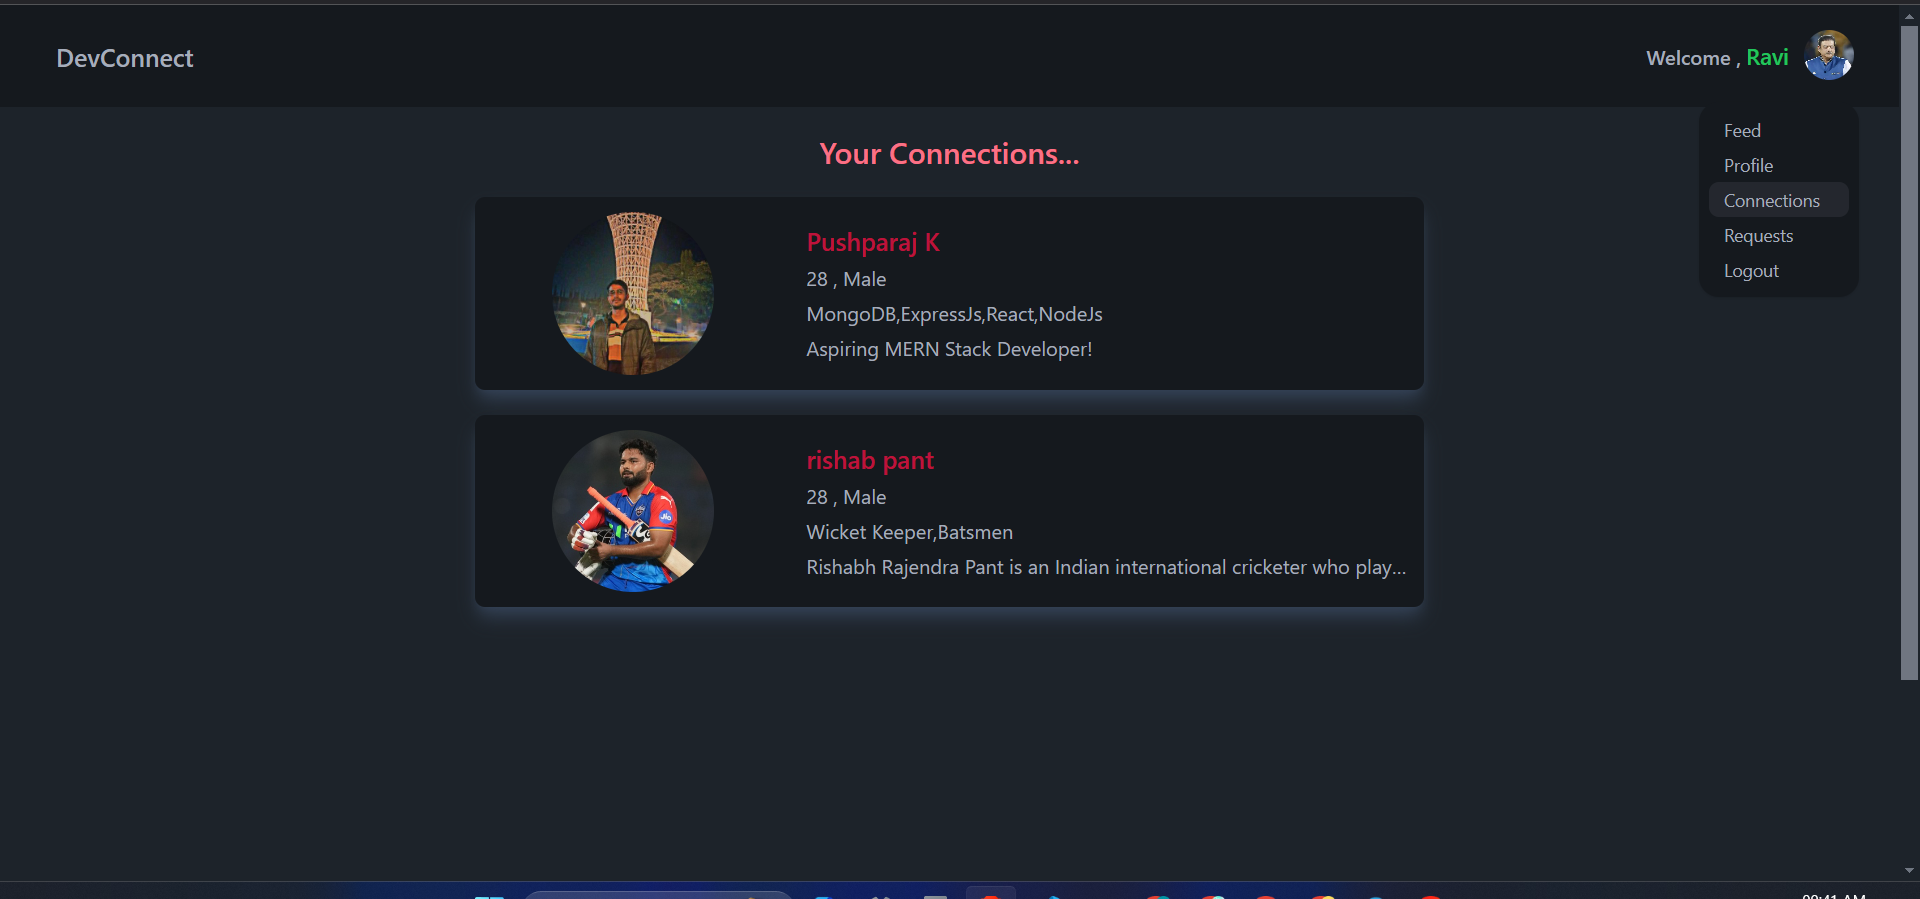 DevConnect
Welcome , Ravi
Feed
Profile
Connections
Requests
Logout
Your Connections...
Pushparaj K
28 , Male
MongoDB,ExpressJs,React,NodeJs
Aspiring MERN Stack Developer!
rishab pant
28 , Male
Wicket Keeper,Batsmen
Rishabh Rajendra Pant is an Indian international cricketer who play...